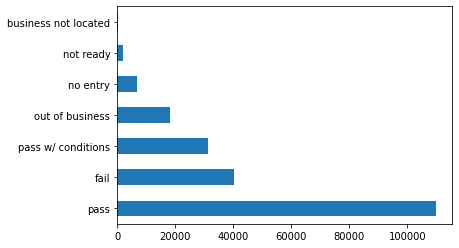 business not located
not ready
no entry
out of business
pass w/ conditions
fail
pass
0 20000 40000 60000 80000 100000